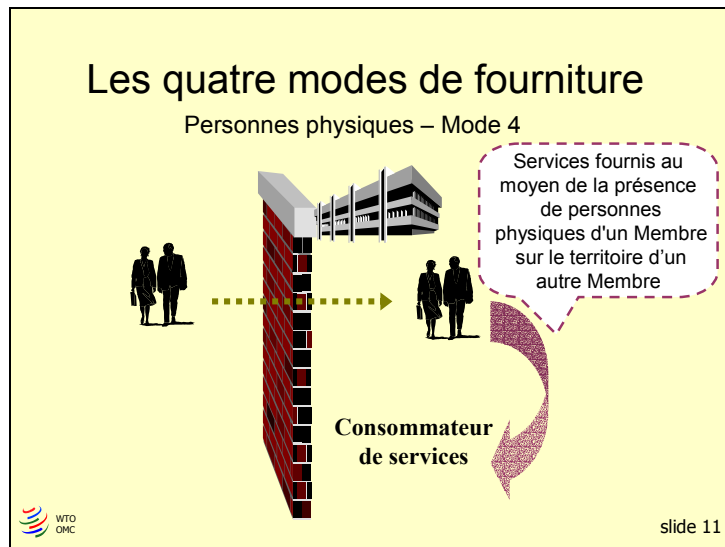 Les quatre modes de fourniture
Personnes physiques – Mode 4
Services fournis au
moyen de la présence
de personnes
physiques d'un Membre
sur le territoire d’un
autre Membre
Consommateur
de services
WTO
OMC
slide 11